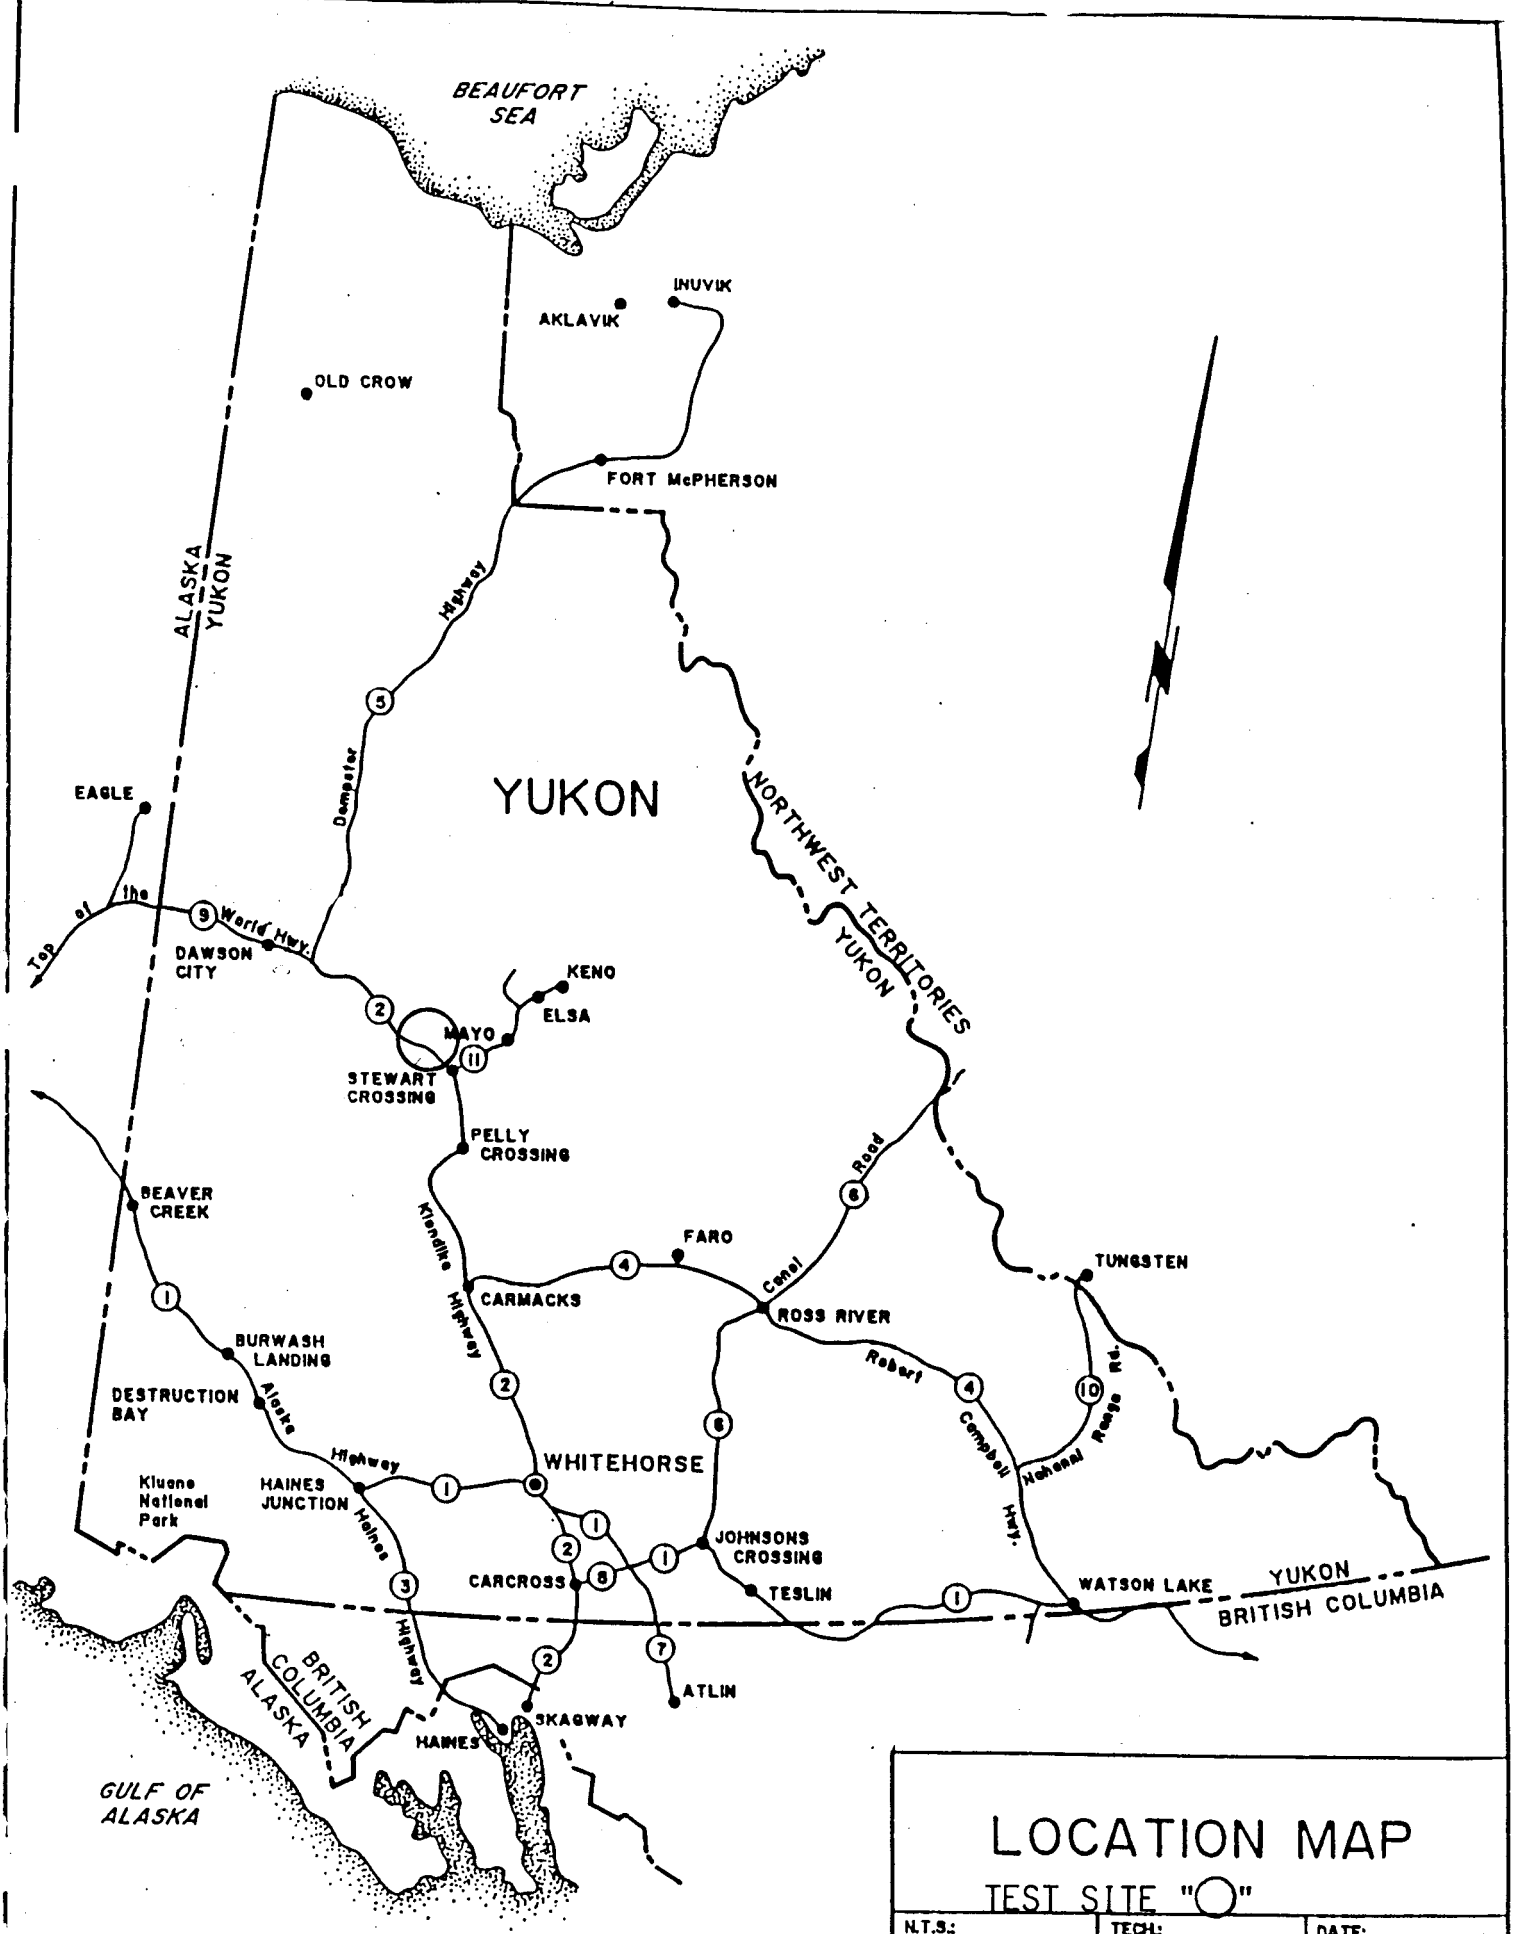 BEAUFORT
SEA
INUVIK
AKLAVIK
OLD CROW
FORT McPHERSON
Highway
ALASKA
YUKON
5
Dempster
YUKON
EAGLE
NORTHWEST TERRITORIES
YUKON
Top of the World Hwy.
9
DAWSON
CITY
2
KENO
ELSA
MAYO
11
STEWART
CROSSING
PELLY
CROSSING
Road
6
BEAVER
CREEK
Klondike
Highway
FARO
4
Canol
TUNGSTEN
1
CARMACKS
ROSS RIVER
BURWASH
LANDING
Robert
Campbell
Hwy.
4
10
Nahanni Range Rd.
DESTRUCTION
BAY
Alaska
Highway
2
6
WHITEHORSE
Kluane
National
Park
HAINES
JUNCTION
1
Haines
Highway
3
1
2
JOHNSONS
CROSSING
1
8
CARCROSS
TESLIN
1
WATSON LAKE
YUKON
BRITISH COLUMBIA
2
7
BRITISH
COLUMBIA
ALASKA
ATLIN
SKAGWAY
HAINES
GULF OF
ALASKA
LOCATION MAP
TEST SITE "O"
N.T.S.:
TECH.:
DATE: